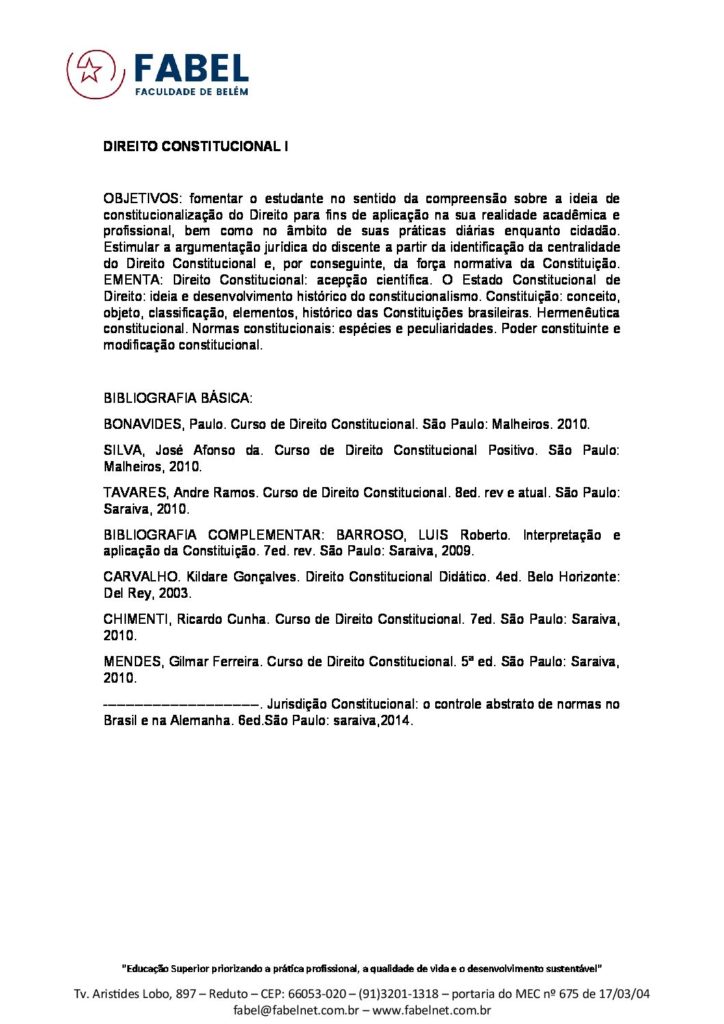 FABEL
FACULDADE DE BELÉM
DIREITO CONSTITUCIONAL I
OBJETIVOS: fomentar o estudante no sentido da compreensão sobre a ideia de
constitucionalização do Direito para fins de aplicação na sua realidade acadêmica e
profissional, bem como no âmbito de suas práticas diárias enquanto cidadão.
Estimular a argumentação jurídica do discente a partir da identificação da centralidade
do Direito Constitucional e, por conseguinte, da força normativa da Constituição.
EMENTA: Direito Constitucional: acepção científica. O Estado Constitucional de
Direito: ideia e desenvolvimento histórico do constitucionalismo. Constituição: conceito,
objeto, classificação, elementos, histórico das Constituições brasileiras. Hermenêutica
constitucional. Normas constitucionais: espécies e peculiaridades. Poder constituinte e
modificação constitucional.
BIBLIOGRAFIA BÁSICA:
BONAVIDES, Paulo. Curso de Direito Constitucional. São Paulo: Malheiros. 2010.
SILVA, José Afonso da. Curso de Direito Constitucional Positivo. São Paulo:
Malheiros, 2010.
TAVARES, Andre Ramos. Curso de Direito Constitucional. 8ed. rev e atual. São Paulo:
Saraiva, 2010.
BIBLIOGRAFIA COMPLEMENTAR: BARROSO, LUIS Roberto. Interpretação e
aplicação da Constituição. 7ed. rev. São Paulo: Saraiva, 2009.
CARVALHO. Kildare Gonçalves. Direito Constitucional Didático. 4ed. Belo Horizonte:
Del Rey, 2003.
CHIMENTI, Ricardo Cunha. Curso de Direito Constitucional. 7ed. São Paulo: Saraiva,
2010.
MENDES, Gilmar Ferreira. Curso de Direito Constitucional. 5ª ed. São Paulo: Saraiva,
2010.
--------------------------------------. Jurisdição Constitucional: o controle abstrato de normas no
Brasil e na Alemanha. 6ed.São Paulo: saraiva,2014.
"Educação Superior priorizando a prática profissional, a qualidade de vida e o desenvolvimento sustentável"
Tv. Aristides Lobo, 897 – Reduto – CEP: 66053-020 – (91)3201-1318 – portaria do MEC nº 675 de 17/03/04
fabel@fabelnet.com.br – www.fabelnet.com.br